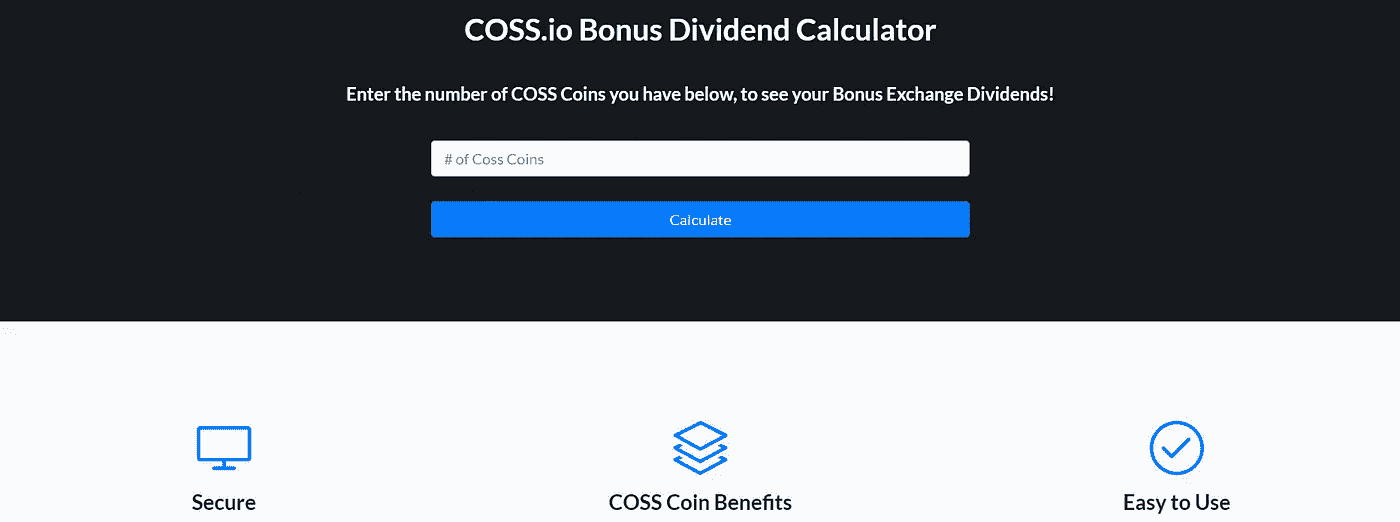 COSS.io Bonus Dividend Calculator
Enter the number of COSS Coins you have below, to see your Bonus Exchange Dividends!
# of Coss Coins
Calculate
Secure
COSS Coin Benefits
Easy to Use